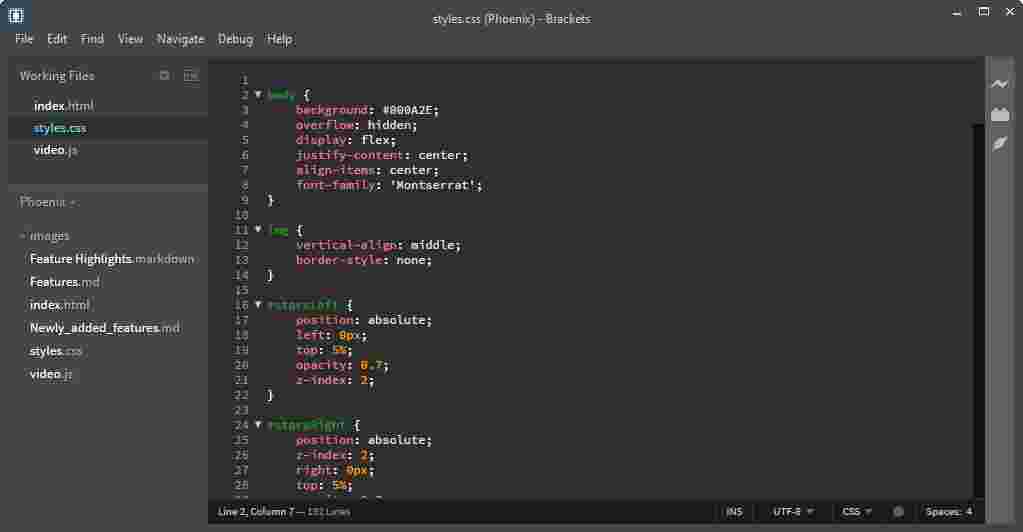 styles.css (Phoenix) - Brackets
File Edit Find View Navigate Debug Help
Working Files
index.html
styles.css
video.js
Phoenix
images
Feature Highlights.markdown
Features.md
index.html
Newly_added_features.md
styles.css
video.js
1
2 body {
3 background: #000A2E;
4 overflow: hidden;
5 display: flex;
6 justify-content: center;
7 align-items: center;
8 font-family: 'Montserrat';
9 }
10
11 img {
12 vertical-align: middle;
13 border-style: none;
14 }
15
16 #starsLeft {
17 position: absolute;
18 left: 0px;
19 top: 5%;
20 opacity: 0.7;
21 z-index: 2;
22 }
23
24 #starsRight {
25 position: absolute;
26 z-index: 2;
27 right: 0px;
28 top: 5%;
Line 2, Column 7 — Lines INS UTF-8 CSS Spaces: 4